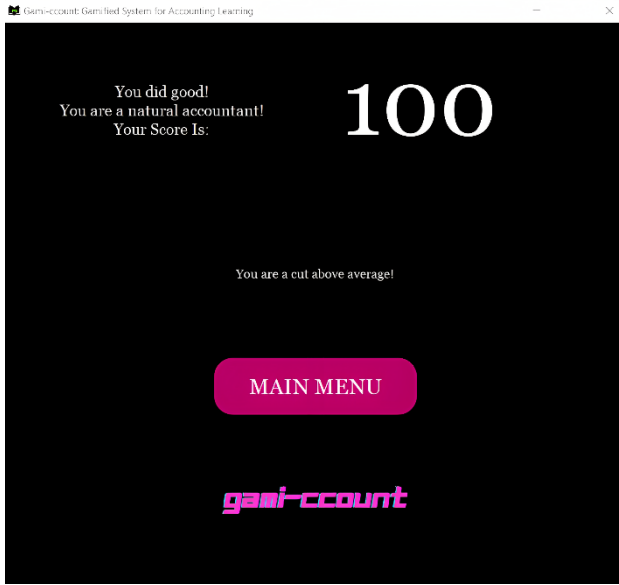 Gami-ccount: Gamified System for Accounting Learning
You did good!
You are a natural accountant!
Your Score Is:
100
You are a cut above average!
MAIN MENU
gami-ccount